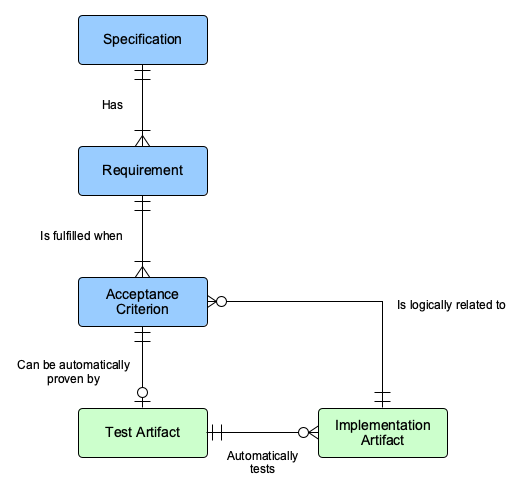 Specification
Has
Requirement
Is fulfilled when
Acceptance
Criterion
Is logically related to
Can be automatically
proven by
Test Artifact
Implementation
Artifact
Automatically
tests